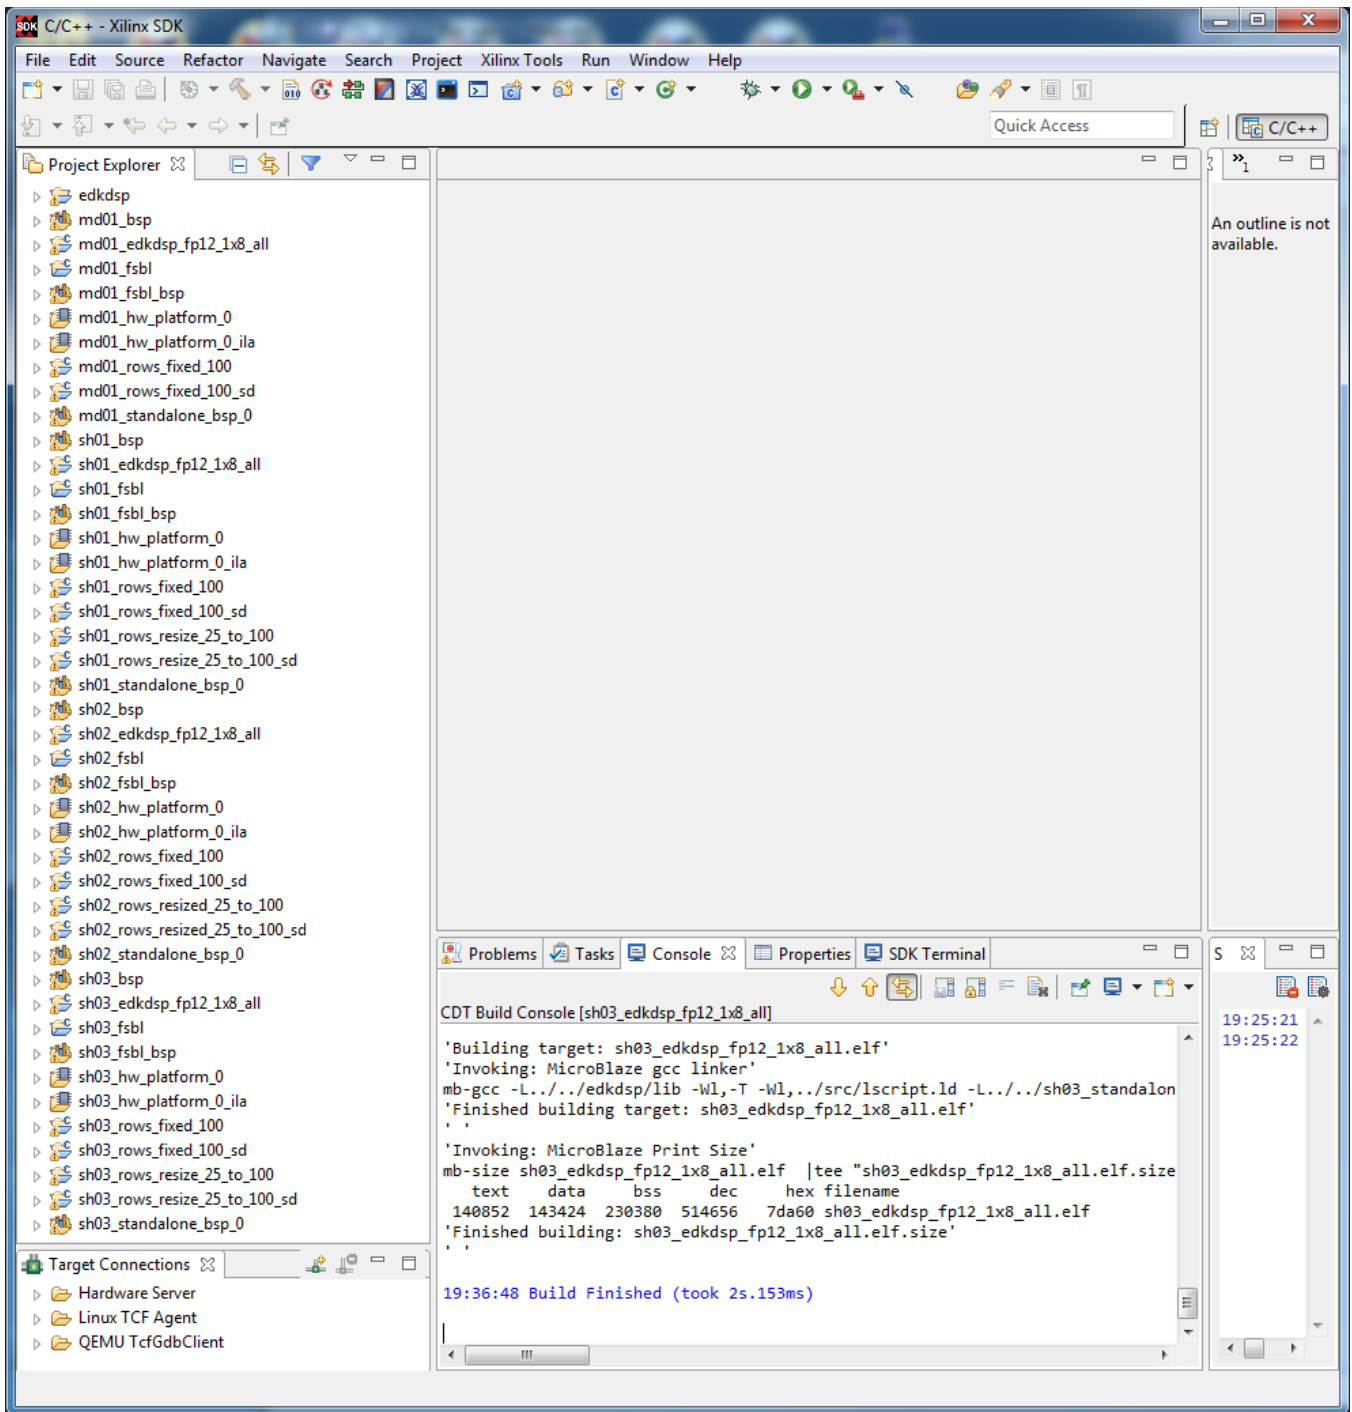 C/C++ - Xilinx SDK
File Edit Source Refactor Navigate Search Project Xilinx Tools Run Window Help
Quick Access
C/C++
Project Explorer
edkdsp
md01_bsp
md01_edkdsp_fp12_1x8_all
md01_fsbl
md01_fsbl_bsp
md01_hw_platform_0
md01_hw_platform_0_ila
md01_rows_fixed_100
md01_rows_fixed_100_sd
md01_standalone_bsp_0
sh01_bsp
sh01_edkdsp_fp12_1x8_all
sh01_fsbl
sh01_fsbl_bsp
sh01_hw_platform_0
sh01_hw_platform_0_ila
sh01_rows_fixed_100
sh01_rows_fixed_100_sd
sh01_rows_resize_25_to_100
sh01_rows_resize_25_to_100_sd
sh01_standalone_bsp_0
sh02_bsp
sh02_edkdsp_fp12_1x8_all
sh02_fsbl
sh02_fsbl_bsp
sh02_hw_platform_0
sh02_hw_platform_0_ila
sh02_rows_fixed_100
sh02_rows_fixed_100_sd
sh02_rows_resized_25_to_100
sh02_rows_resized_25_to_100_sd
sh02_standalone_bsp_0
sh03_bsp
sh03_edkdsp_fp12_1x8_all
sh03_fsbl
sh03_fsbl_bsp
sh03_hw_platform_0
sh03_hw_platform_0_ila
sh03_rows_fixed_100
sh03_rows_fixed_100_sd
sh03_rows_resize_25_to_100
sh03_rows_resize_25_to_100_sd
sh03_standalone_bsp_0
Target Connections
Hardware Server
Linux TCF Agent
QEMU TcfGdbClient
An outline is not
available.
Problems Tasks Console Properties SDK Terminal
CDT Build Console [sh03_edkdsp_fp12_1x8_all]
'Building target: sh03_edkdsp_fp12_1x8_all.elf'
'Invoking: MicroBlaze gcc linker'
mb-gcc -L../../edkdsp/lib -Wl,-T -Wl,../src/lscript.ld -L../../sh03_standalon
'Finished building target: sh03_edkdsp_fp12_1x8_all.elf'
' '
'Invoking: MicroBlaze Print Size'
mb-size sh03_edkdsp_fp12_1x8_all.elf |tee "sh03_edkdsp_fp12_1x8_all.elf.size
text data bss dec hex filename
140852 143424 230380 514656 7da60 sh03_edkdsp_fp12_1x8_all.elf
'Finished building: sh03_edkdsp_fp12_1x8_all.elf.size'
' '
19:36:48 Build Finished (took 2s.153ms)
S
19:25:21
19:25:22